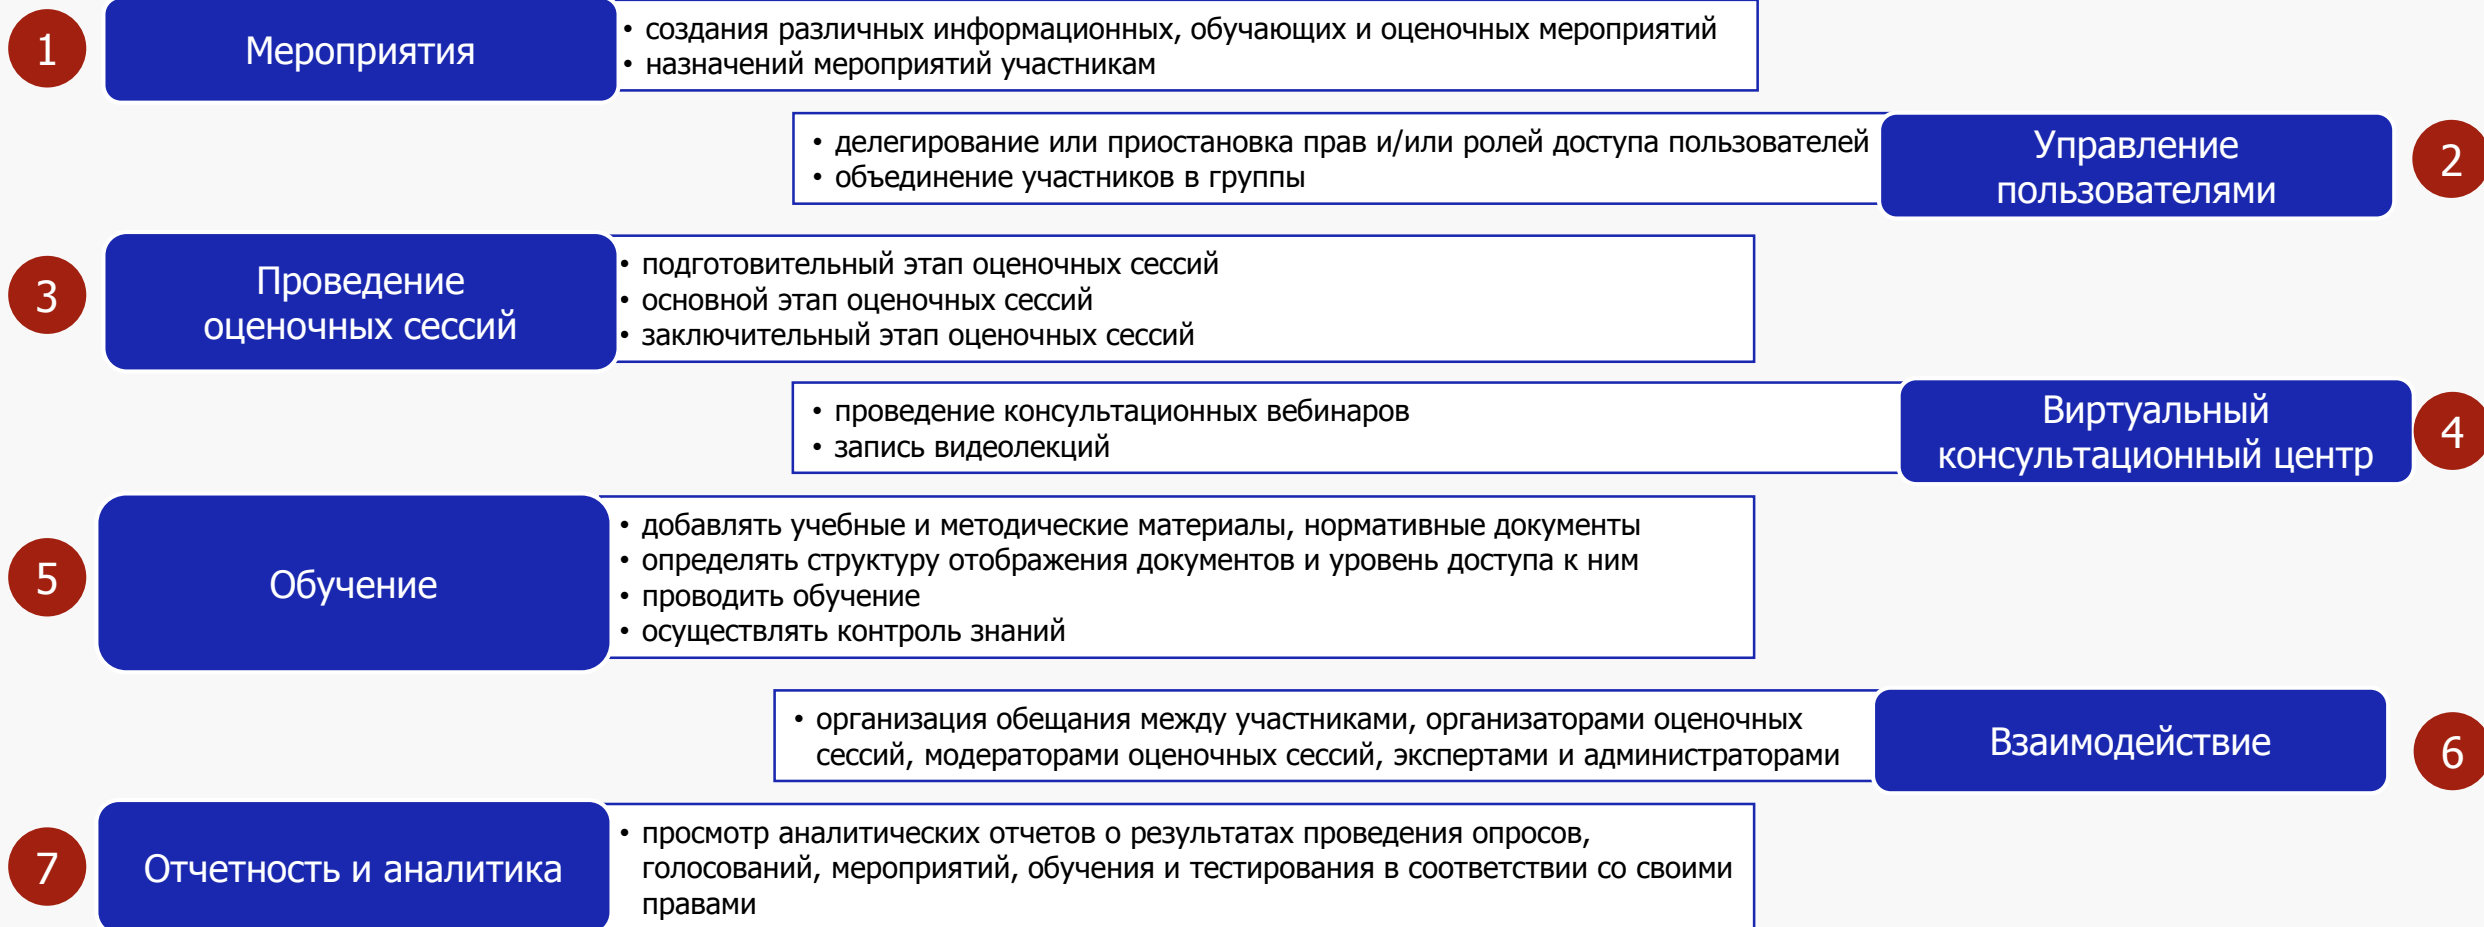 1
Мероприятия
• создания различных информационных, обучающих и оценочных мероприятий
• назначений мероприятий участникам
• делегирование или приостановка прав и/или ролей доступа пользователей
• объединение участников в группы
Управление
пользователями
2
3
Проведение
оценочных сессий
• подготовительный этап оценочных сессий
• основной этап оценочных сессий
• заключительный этап оценочных сессий
• проведение консультационных вебинаров
• запись видеолекций
Виртуальный
консультационный центр
4
5
Обучение
• добавлять учебные и методические материалы, нормативные документы
• определять структуру отображения документов и уровень доступа к ним
• проводить обучение
• осуществлять контроль знаний
• организация обещания между участниками, организаторами оценочных
сессий, модераторами оценочных сессий, экспертами и администраторами
Взаимодействие
6
7
Отчетность и аналитика
• просмотр аналитических отчетов о результатах проведения опросов,
голосований, мероприятий, обучения и тестирования в соответствии со своими
правами